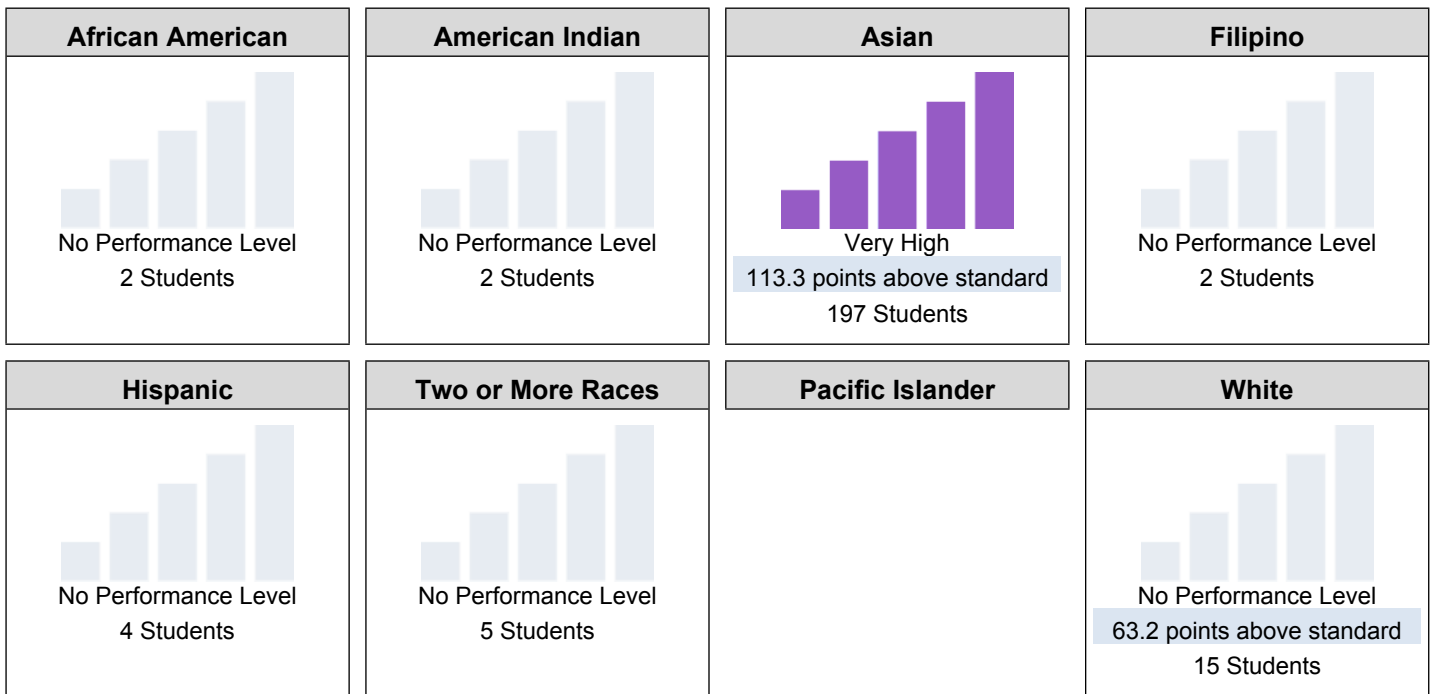 African American
No Performance Level
2 Students
American Indian
No Performance Level
2 Students
Asian
Very High
113.3 points above standard
197 Students
Filipino
No Performance Level
2 Students
Hispanic
No Performance Level
4 Students
Two or More Races
No Performance Level
5 Students
Pacific Islander
White
No Performance Level
63.2 points above standard
15 Students